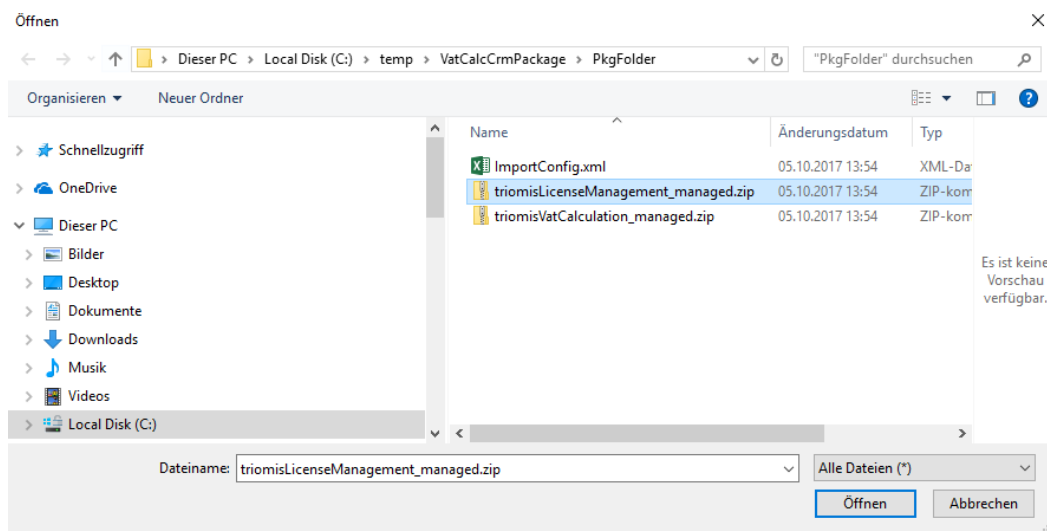 Öffnen
Dieser PC > Local Disk (C:) > temp > VatCalcCrmPackage > PkgFolder
"PkgFolder" durchsuchen
Organisieren
Neuer Ordner
Schnellzugriff
OneDrive
Dieser PC
Bilder
Desktop
Dokumente
Downloads
Musik
Videos
Local Disk (C:)
Name Änderungsdatum Typ
ImportConfig.xml 05.10.2017 13:54 XML-Da
triomisLicenseManagement_managed.zip 05.10.2017 13:54 ZIP-kom
triomisVatCalculation_managed.zip 05.10.2017 13:54 ZIP-kom
Es ist keine
Vorschau
verfügbar.
Dateiname: triomisLicenseManagement_managed.zip
Alle Dateien (*)
Öffnen
Abbrechen